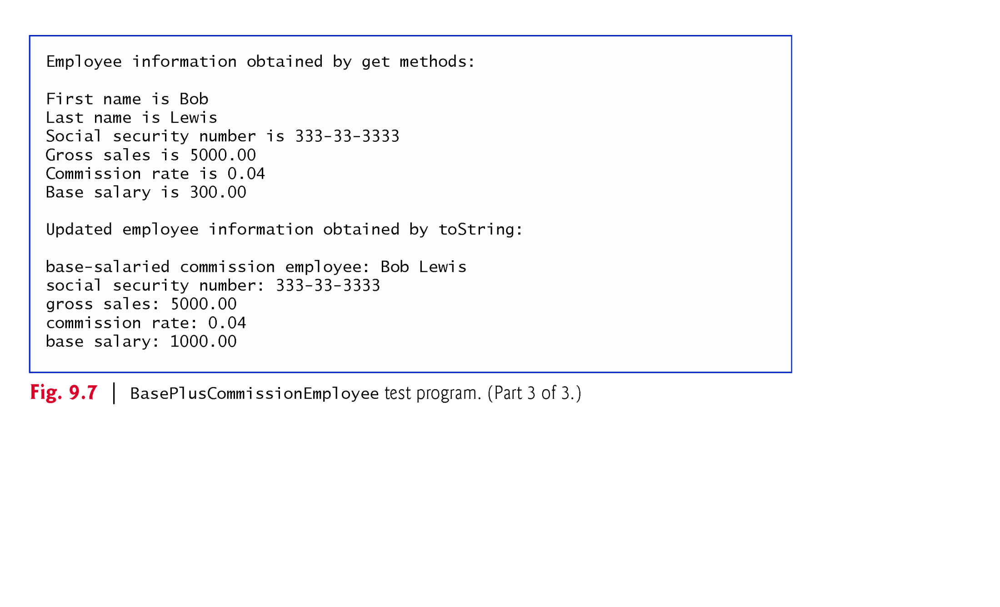 Employee information obtained by get methods:
First name is Bob
Last name is Lewis
Social security number is 333-33-3333
Gross sales is 5000.00
Commission rate is 0.04
Base salary is 300.00
Updated employee information obtained by toString:
base-salaried commission employee: Bob Lewis
social security number: 333-33-3333
gross sales: 5000.00
commission rate: 0.04
base salary: 1000.00
Fig. 9.7 | BasePlusCommissionEmployee test program. (Part 3 of 3.)